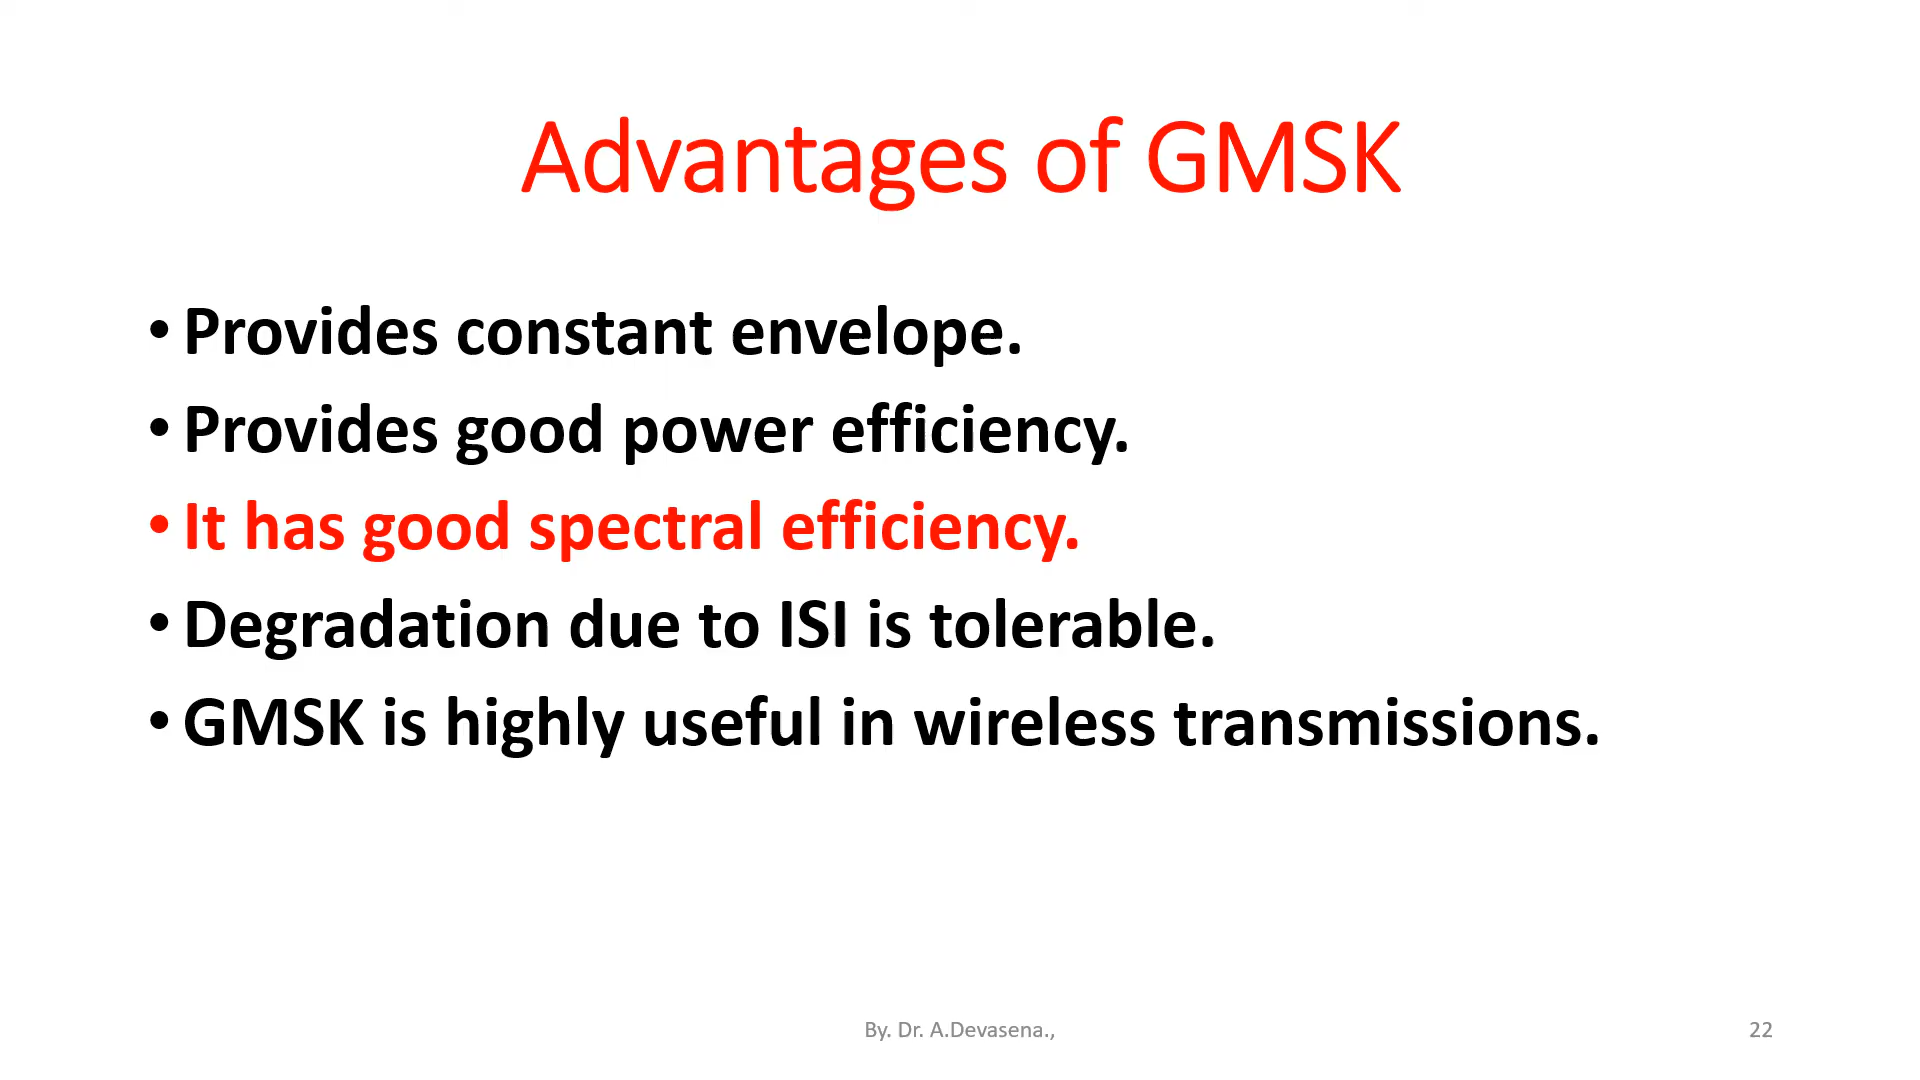 Advantages of GMSK
• Provides constant envelope.
• Provides good power efficiency.
• It has good spectral efficiency.
• Degradation due to ISI is tolerable.
• GMSK is highly useful in wireless transmissions.
By. Dr. A.Devasena.,
22